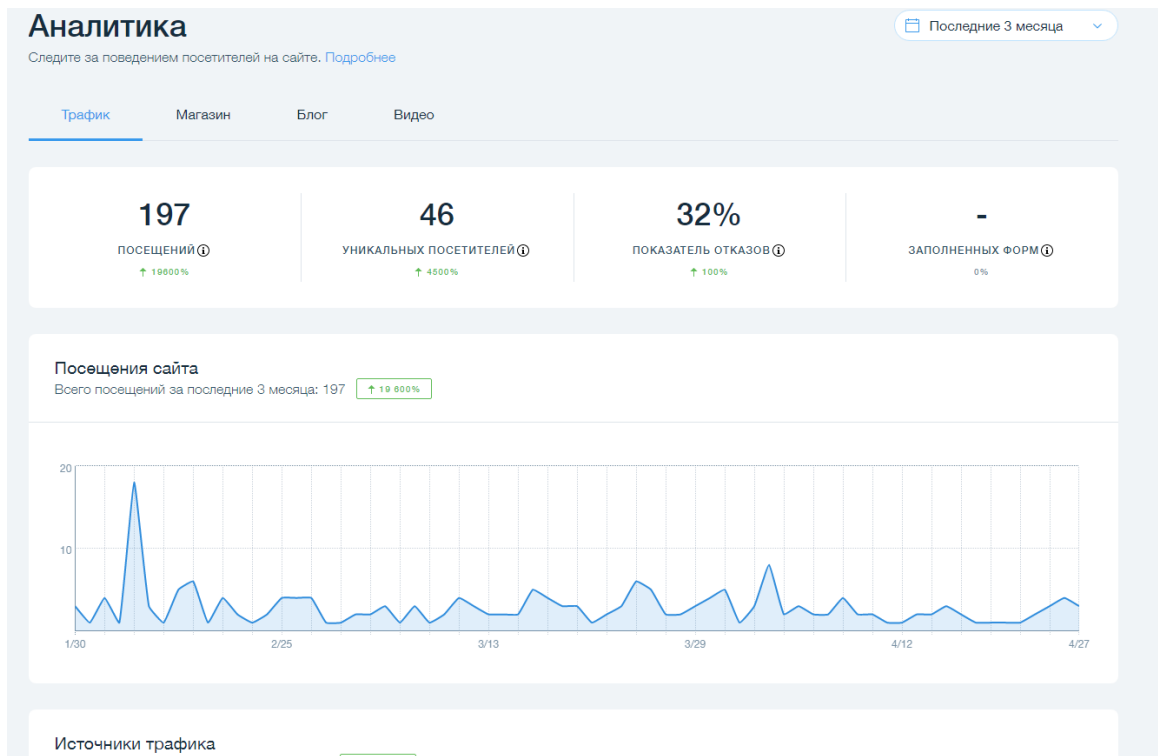 Аналитика
Последние 3 месяца
Следите за поведением посетителей на сайте. Подробнее
Трафик Магазин Блог Видео
197 46 32% -
ПОСЕЩЕНИЙ УНИКАЛЬНЫХ ПОСЕТИТЕЛЕЙ ПОКАЗАТЕЛЬ ОТКАЗОВ ЗАПОЛНЕННЫХ ФОРМ
↑ 19600% ↑ 4500% ↑ 100% 0%
Посещения сайта
Всего посещений за последние 3 месяца: 197 ↑ 19 600%
20
10
1/30 2/25 3/13 3/29 4/12 4/27
Источники трафика